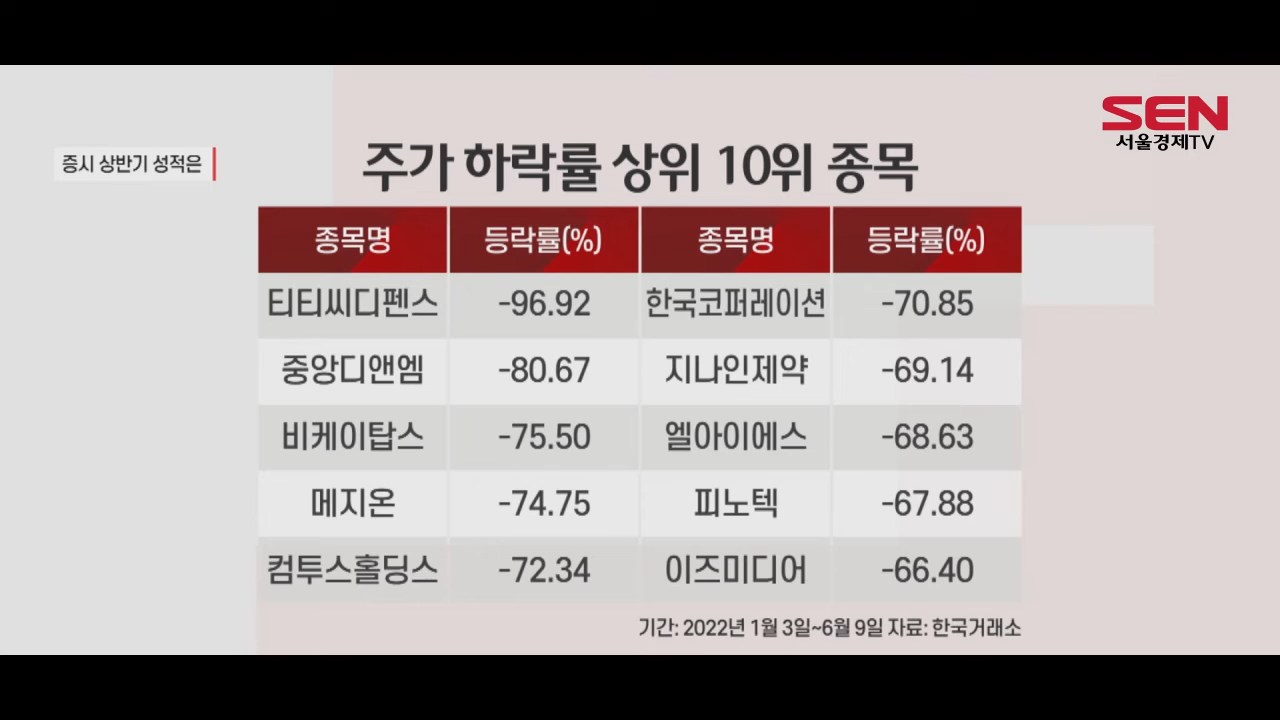 SEN
서울경제TV
증시 상반기 성적은
주가 하락률 상위 10위 종목
종목명 등락률(%) 종목명 등락률(%)
티티씨디펜스 -96.92 한국코퍼레이션 -70.85
중앙디앤엠 -80.67 지나인제약 -69.14
비케이탑스 -75.50 엘아이에스 -68.63
메지온 -74.75 피노텍 -67.88
컴투스홀딩스 -72.34 이즈미디어 -66.40
기간: 2022년 1월 3일~6월 9일 자료: 한국거래소